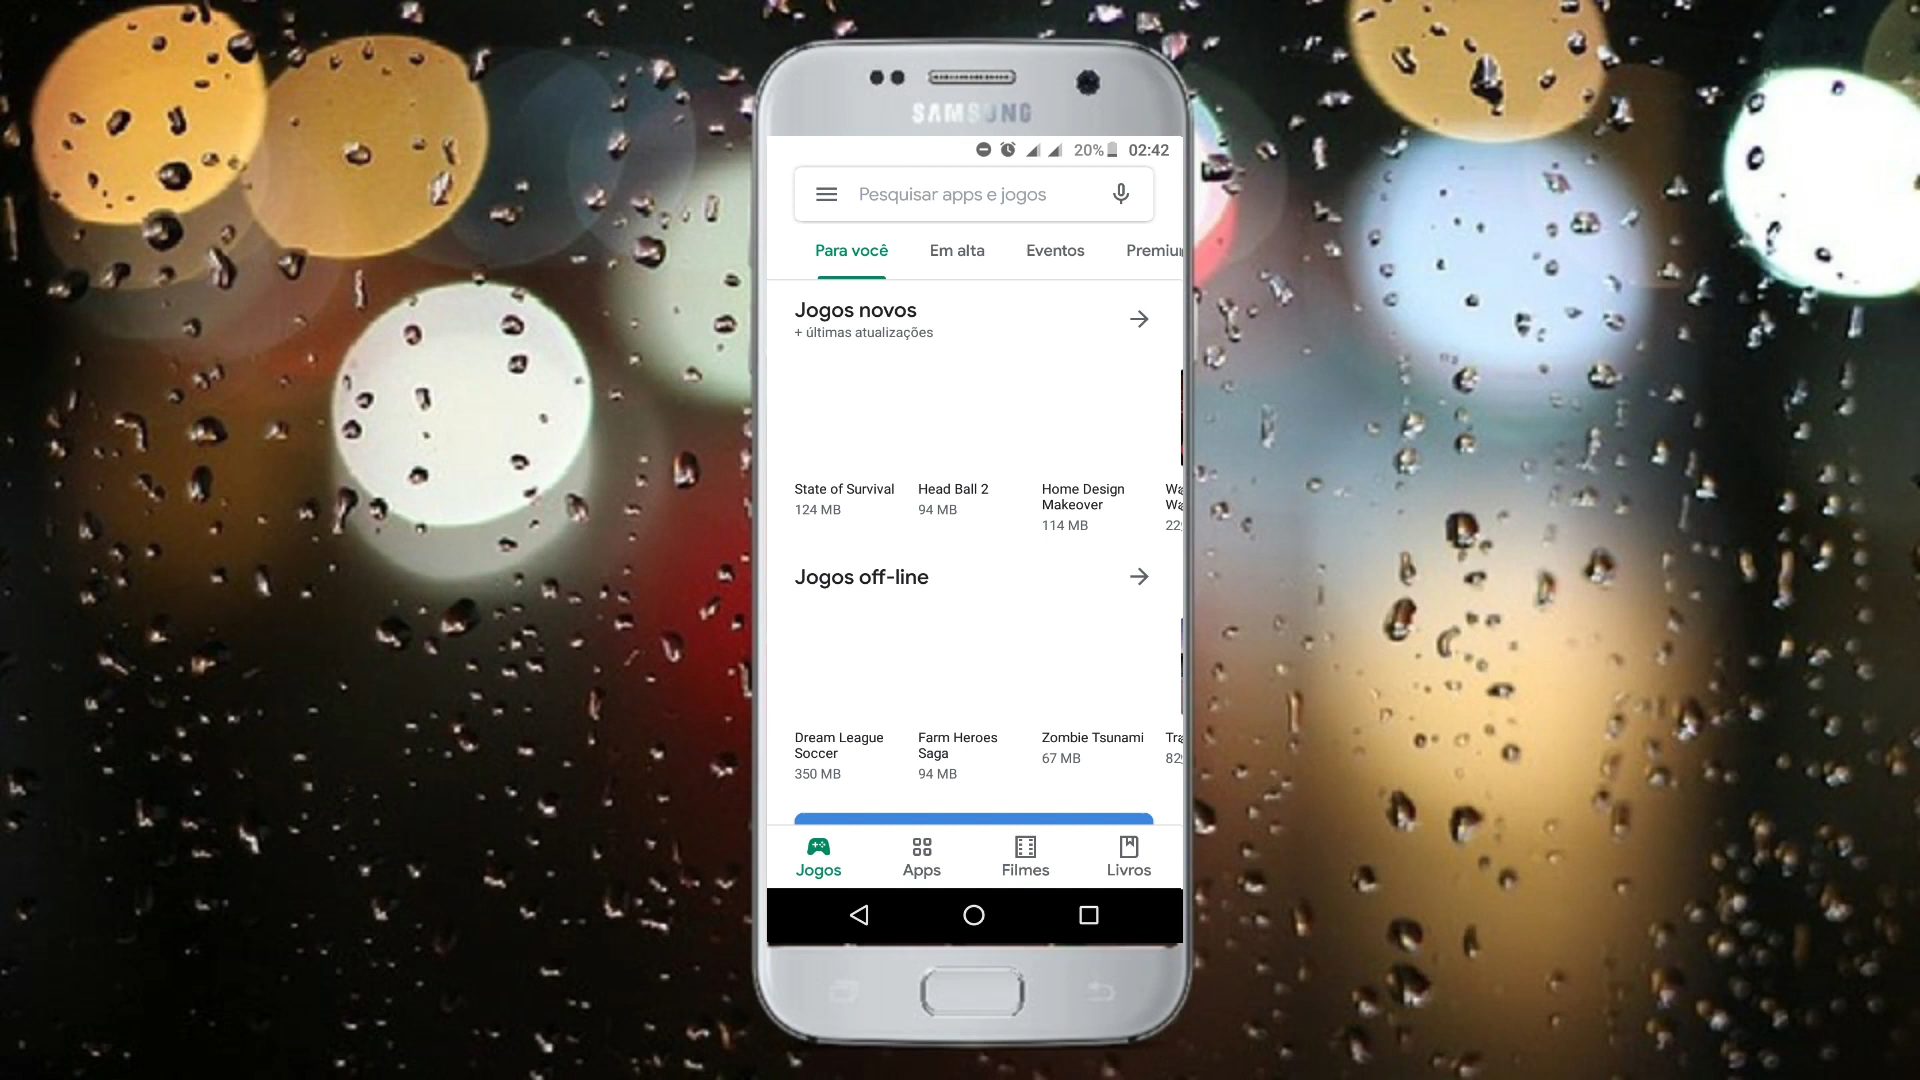 SAMSUNG
20% 02:42
Pesquisar apps e jogos
Para você Em alta Eventos
Jogos novos
+ últimas atualizações
State of Survival Head Ball 2 Home Design
Makeover
124 MB 94 MB
114 MB
Jogos off-line
Dream League Farm Heroes Zombie Tsunami
Soccer Saga
67 MB
350 MB 94 MB
Jogos Apps Filmes Livros